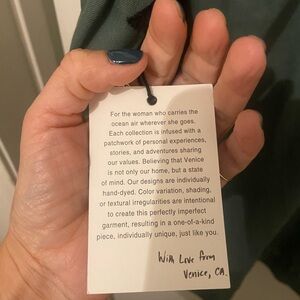 For the woman who carries the
ocean air wherever she goes.
Each collection is infused with a
patchwork of personal experiences,
stories, and adventures sharing
our values. Believing that Venice
is not only our home, but a state
of mind. Our designs are individually
hand-dyed. Color variation, shading,
or textural irregularities are intentional
to create this perfectly imperfect
garment, resulting in a one-of-a-kind
piece, individually unique, just like you.
With Love from
Venice, CA.